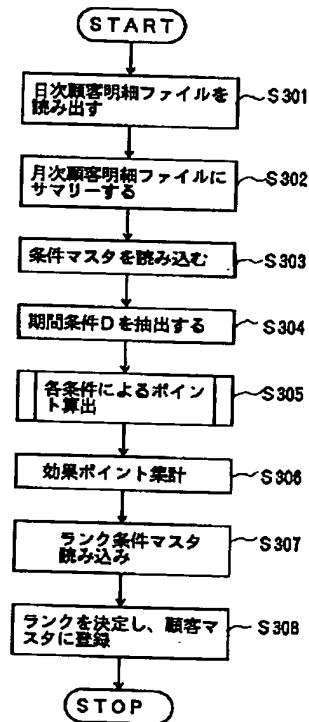 START
日次顧客明細ファイルを
読み出す
S301
月次顧客明細ファイルに
サマリーする
S302
条件マスタを読み込む
S303
期間条件Dを抽出する
S304
各条件によるポイン
ト算出
S305
効果ポイント集計
S306
ランク条件マスタ
読み込み
S307
ランクを決定し、顧客マ
スタに登録
S308
STOP